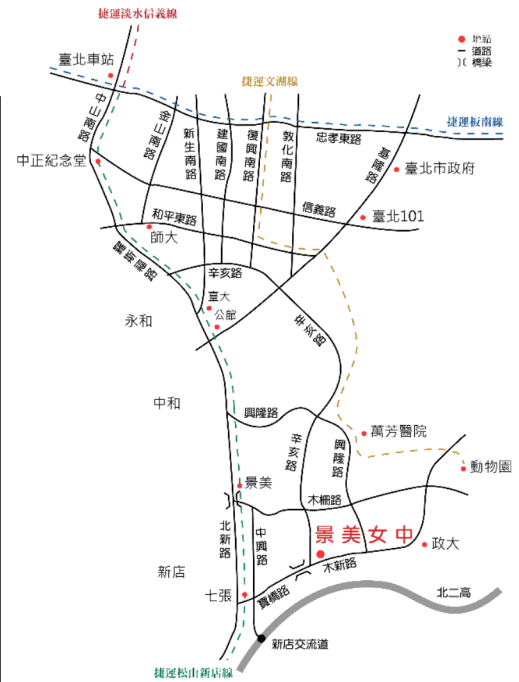 捷運淡水信義線
地站
道路
橋梁
臺北車站
捷運文湖線
捷運板南線
中山南路
金山南路
新生南路
建國南路
復興南路
敦化南路
忠孝東路
基隆路
中正紀念堂
臺北市政府
信義路
臺北101
和平東路
師大
羅斯福路
辛亥路
臺大
公館
永和
辛亥路
中和
興隆路
辛亥路
興隆路
萬芳醫院
動物園
景美
木柵路
北新路
中興路
景美女中
政大
木新路
新店
七張
寶橋路
北二高
新店交流道
捷運松山新店線